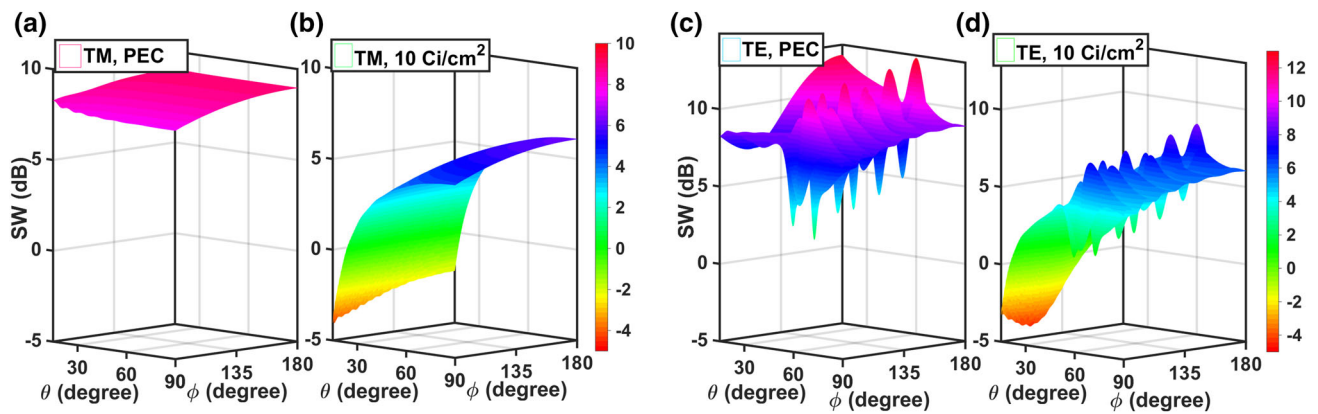 (a)
TM, PEC
SW (dB)
10
5
0
-5
30
60
90
135
180
θ (degree)
ϕ (degree)
(b)
TM, 10 Ci/cm²
10
5
0
-5
30
60
90
135
180
θ (degree)
ϕ (degree)
10
8
6
4
2
0
-2
-4
(c)
TE, PEC
SW (dB)
10
5
0
-5
30
60
90
135
180
θ (degree)
ϕ (degree)
(d)
TE, 10 Ci/cm²
10
5
0
-5
30
60
90
135
180
θ (degree)
ϕ (degree)
12
10
8
6
4
2
0
-2
-4